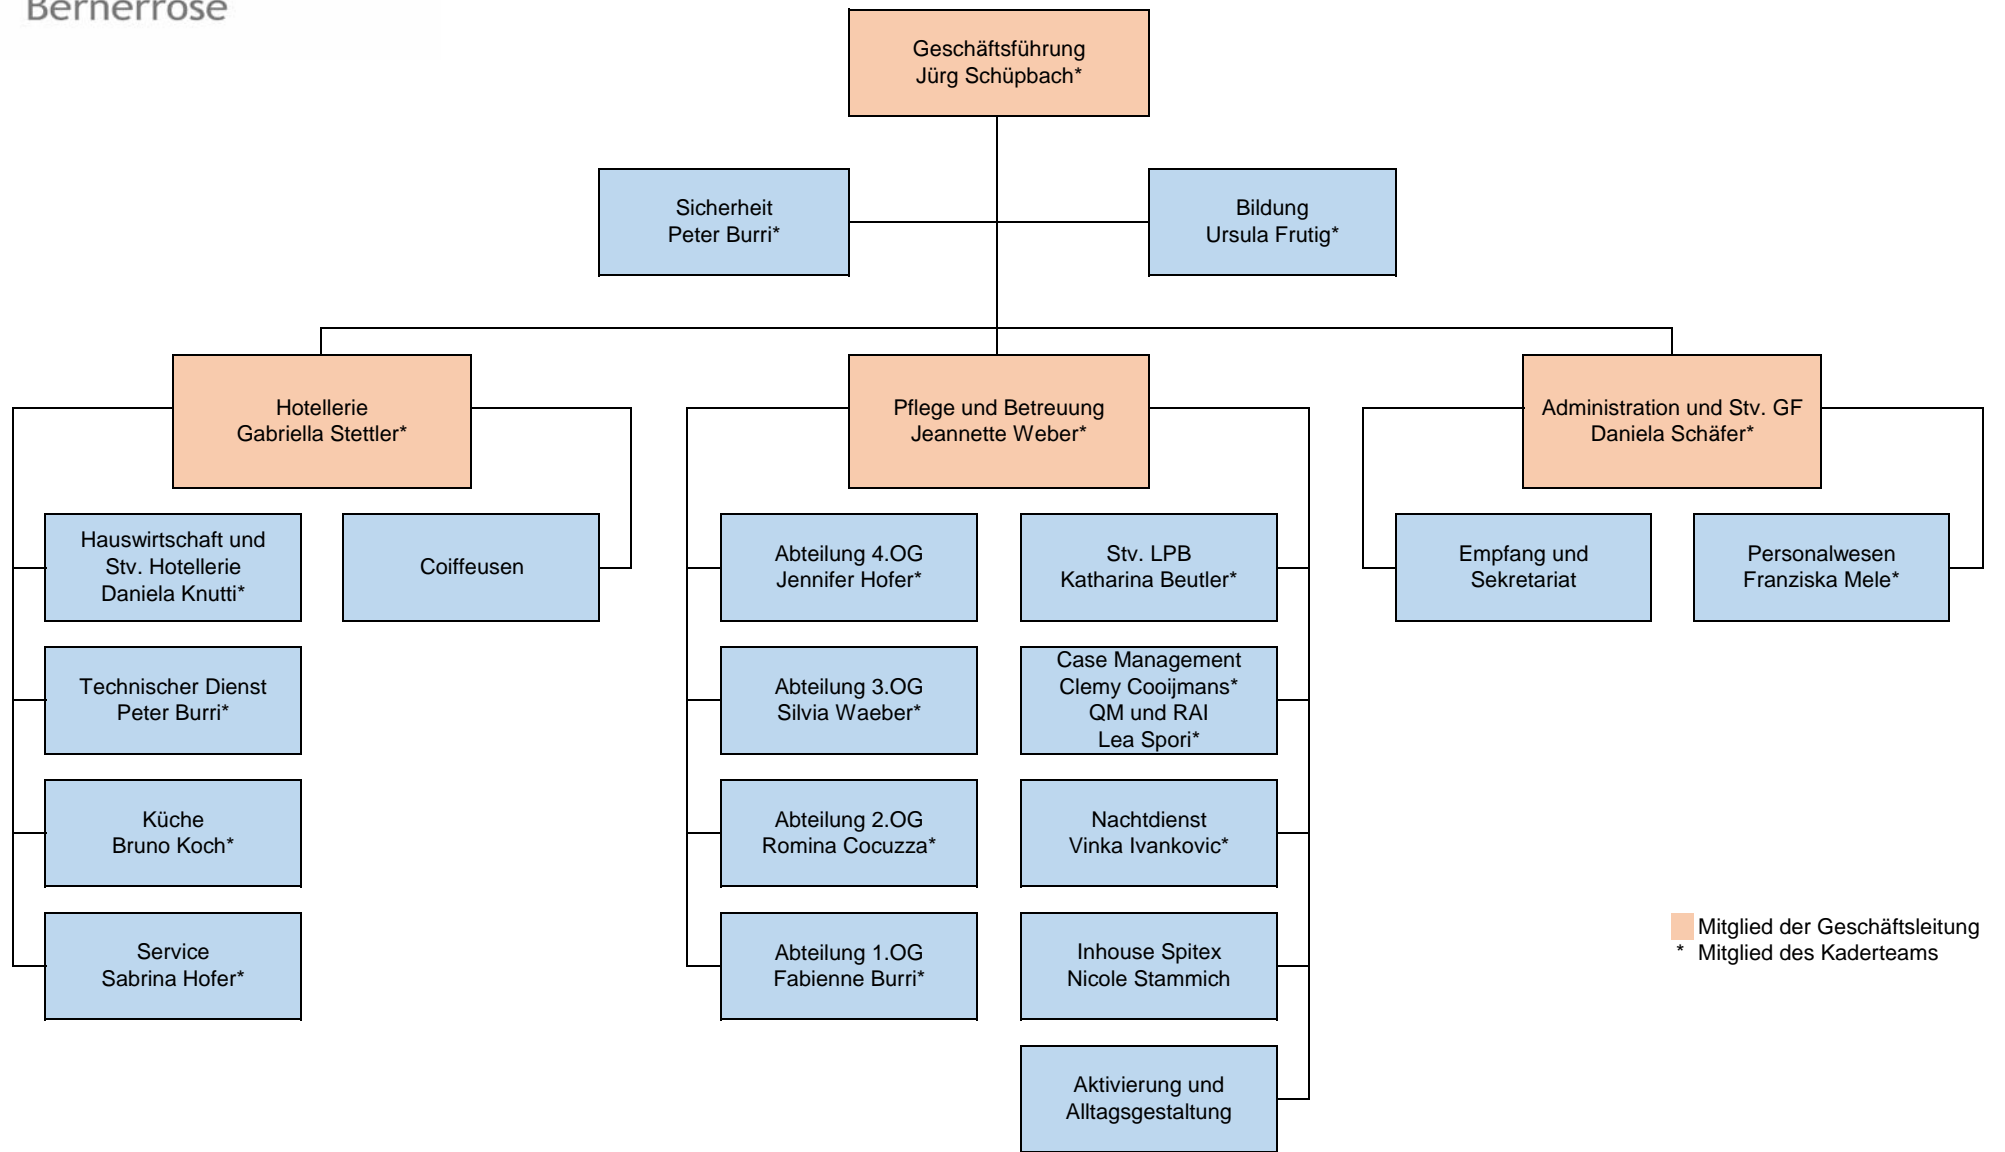 Bernerrose
Geschäftsführung
Jürg Schüpbach*
Sicherheit
Peter Burri*
Bildung
Ursula Frutig*
Hotellerie
Gabriella Stettler*
Pflege und Betreuung
Jeannette Weber*
Administration und Stv. GF
Daniela Schäfer*
Hauswirtschaft und
Stv. Hotellerie
Daniela Knutti*
Coiffeusen
Abteilung 4.OG
Jennifer Hofer*
Stv. LPB
Katharina Beutler*
Empfang und
Sekretariat
Personalwesen
Franziska Mele*
Technischer Dienst
Peter Burri*
Abteilung 3.OG
Silvia Waeber*
Case Management
Clemy Cooijmans*
QM und RAI
Lea Spori*
Küche
Bruno Koch*
Abteilung 2.OG
Romina Cocuzza*
Nachtdienst
Vinka Ivankovic*
Service
Sabrina Hofer*
Abteilung 1.OG
Fabienne Burri*
Inhouse Spitex
Nicole Stammich
Mitglied der Geschäftsleitung
* Mitglied des Kaderteams
Aktivierung und
Alltagsgestaltung